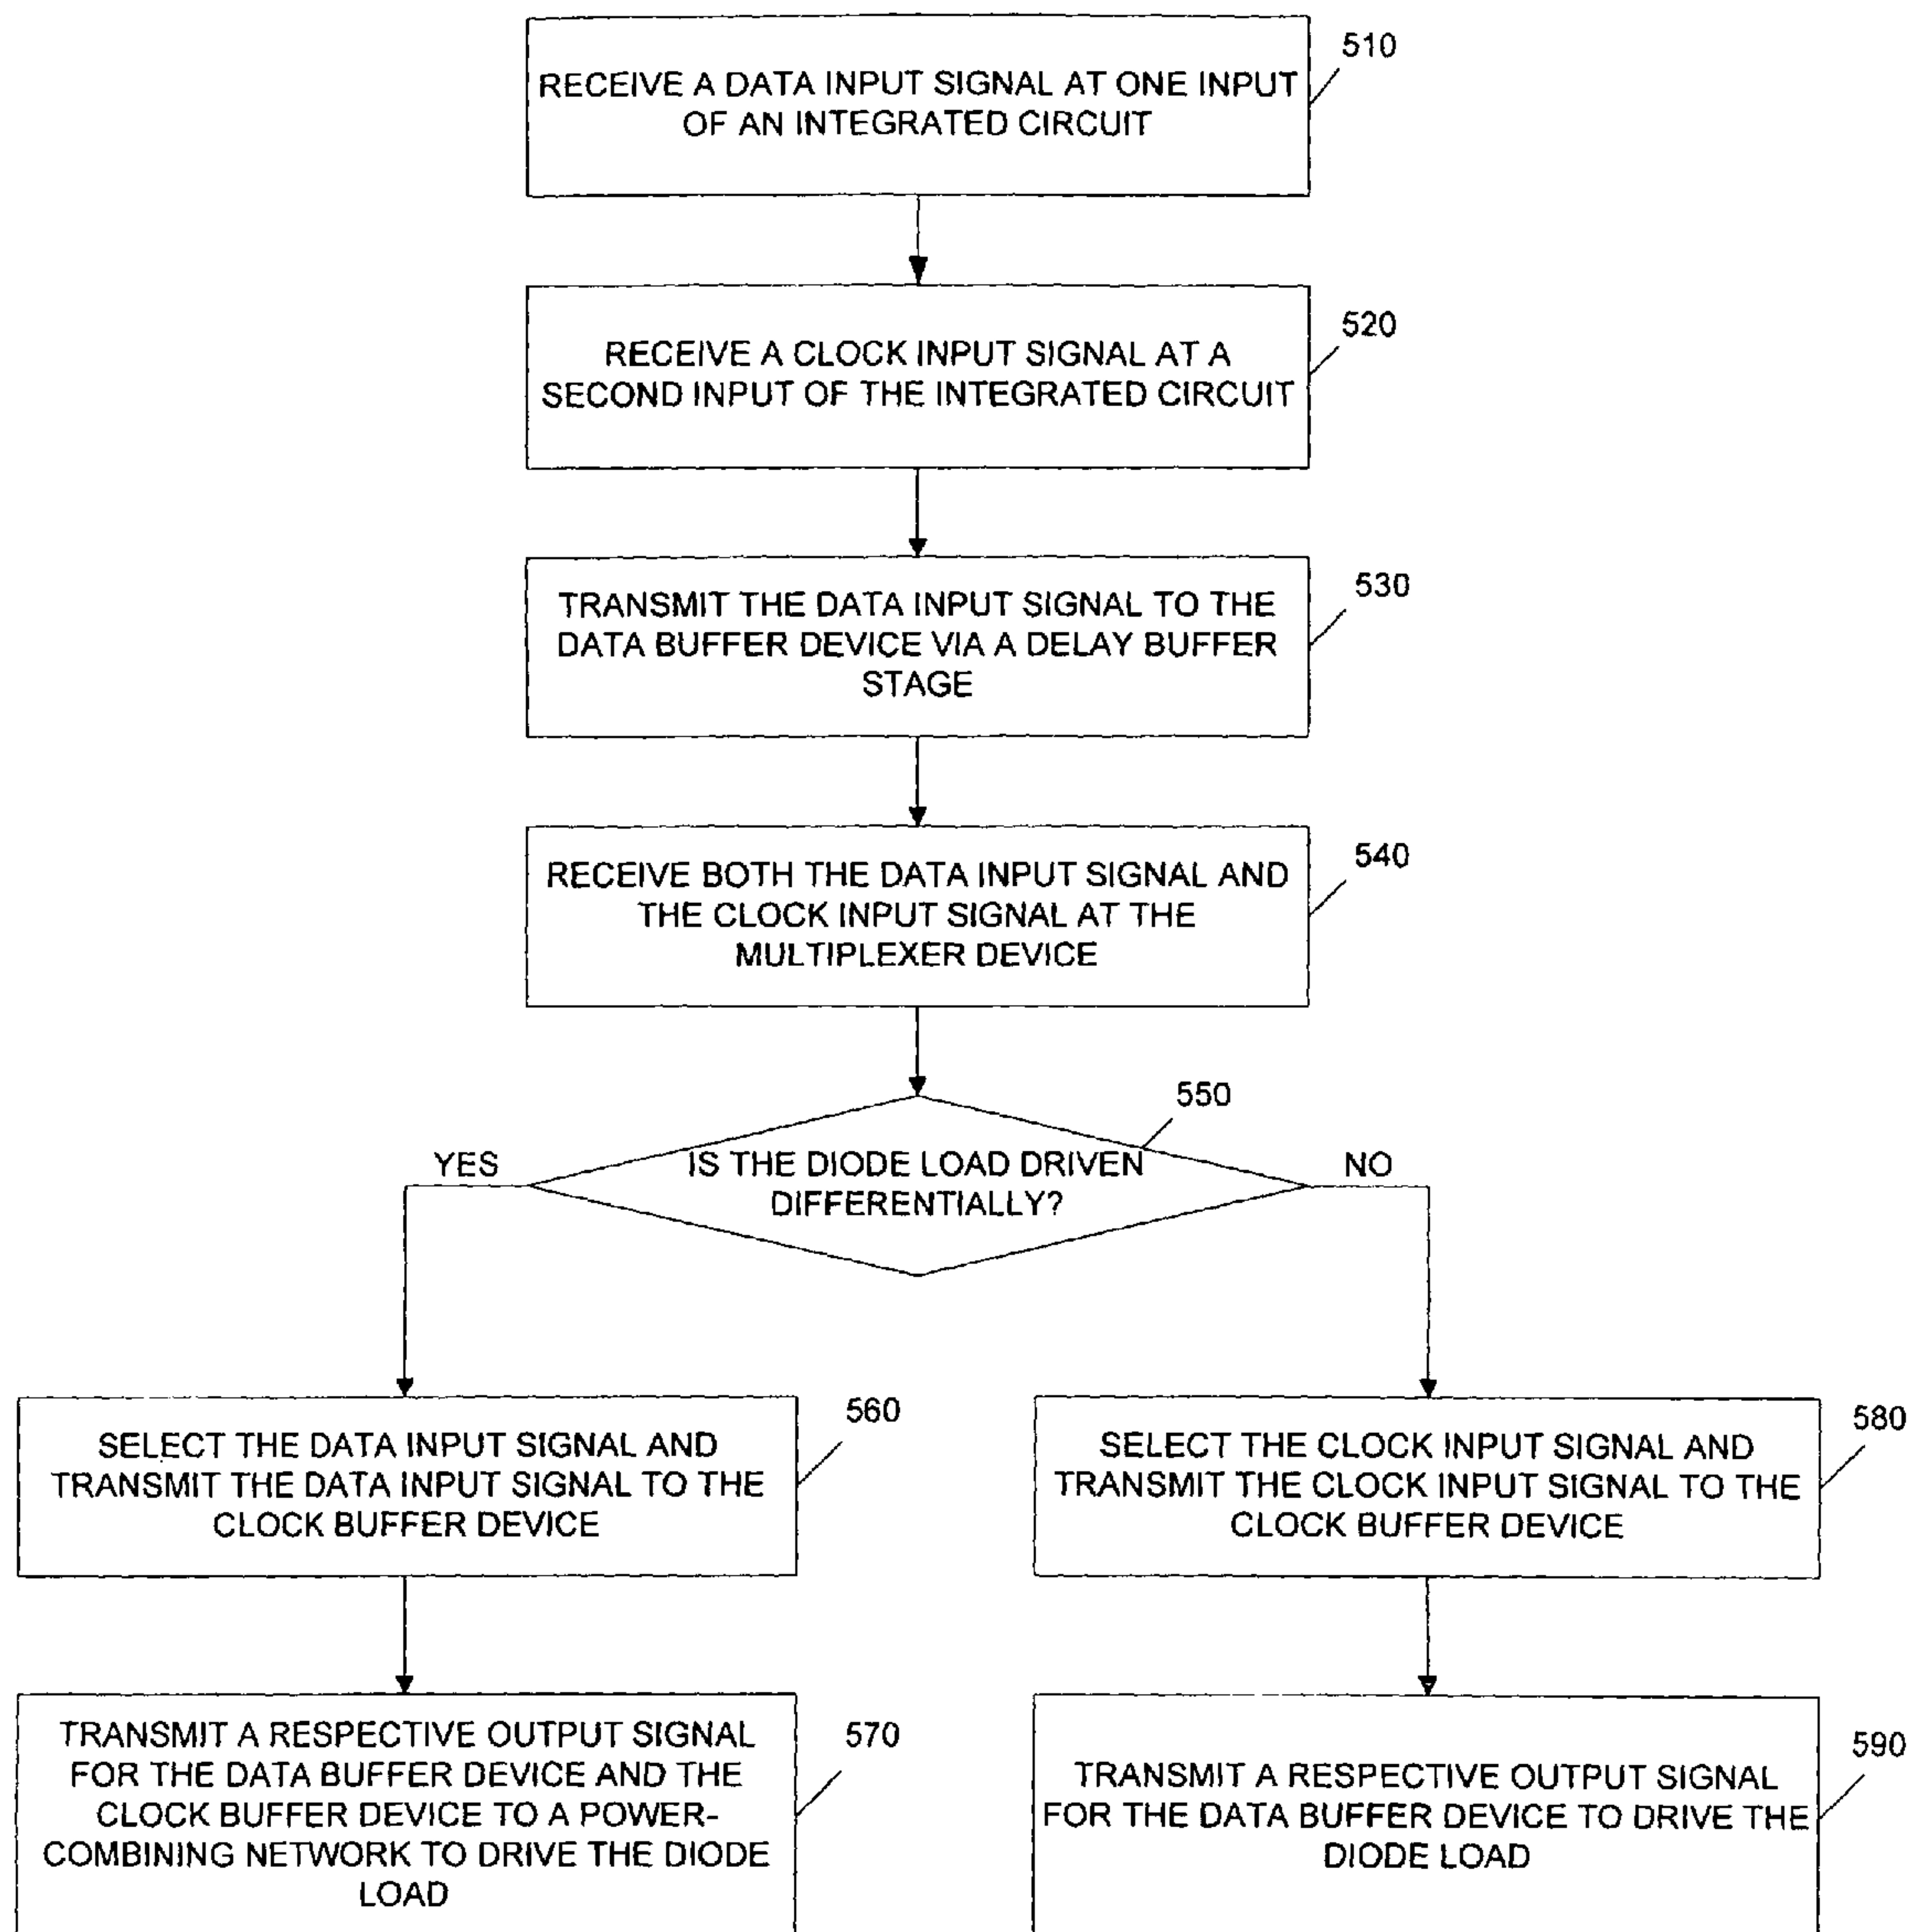 510
RECEIVE A DATA INPUT SIGNAL AT ONE INPUT
OF AN INTEGRATED CIRCUIT
520
RECEIVE A CLOCK INPUT SIGNAL AT A
SECOND INPUT OF THE INTEGRATED CIRCUIT
530
TRANSMIT THE DATA INPUT SIGNAL TO THE
DATA BUFFER DEVICE VIA A DELAY BUFFER
STAGE
540
RECEIVE BOTH THE DATA INPUT SIGNAL AND
THE CLOCK INPUT SIGNAL AT THE
MULTIPLEXER DEVICE
550
YES
IS THE DIODE LOAD DRIVEN
DIFFERENTIALLY?
NO
560
SELECT THE DATA INPUT SIGNAL AND
TRANSMIT THE DATA INPUT SIGNAL TO THE
CLOCK BUFFER DEVICE
580
SELECT THE CLOCK INPUT SIGNAL AND
TRANSMIT THE CLOCK INPUT SIGNAL TO THE
CLOCK BUFFER DEVICE
570
TRANSMIT A RESPECTIVE OUTPUT SIGNAL
FOR THE DATA BUFFER DEVICE AND THE
CLOCK BUFFER DEVICE TO A POWER-
COMBINING NETWORK TO DRIVE THE DIODE
LOAD
590
TRANSMIT A RESPECTIVE OUTPUT SIGNAL
FOR THE DATA BUFFER DEVICE TO DRIVE THE
DIODE LOAD